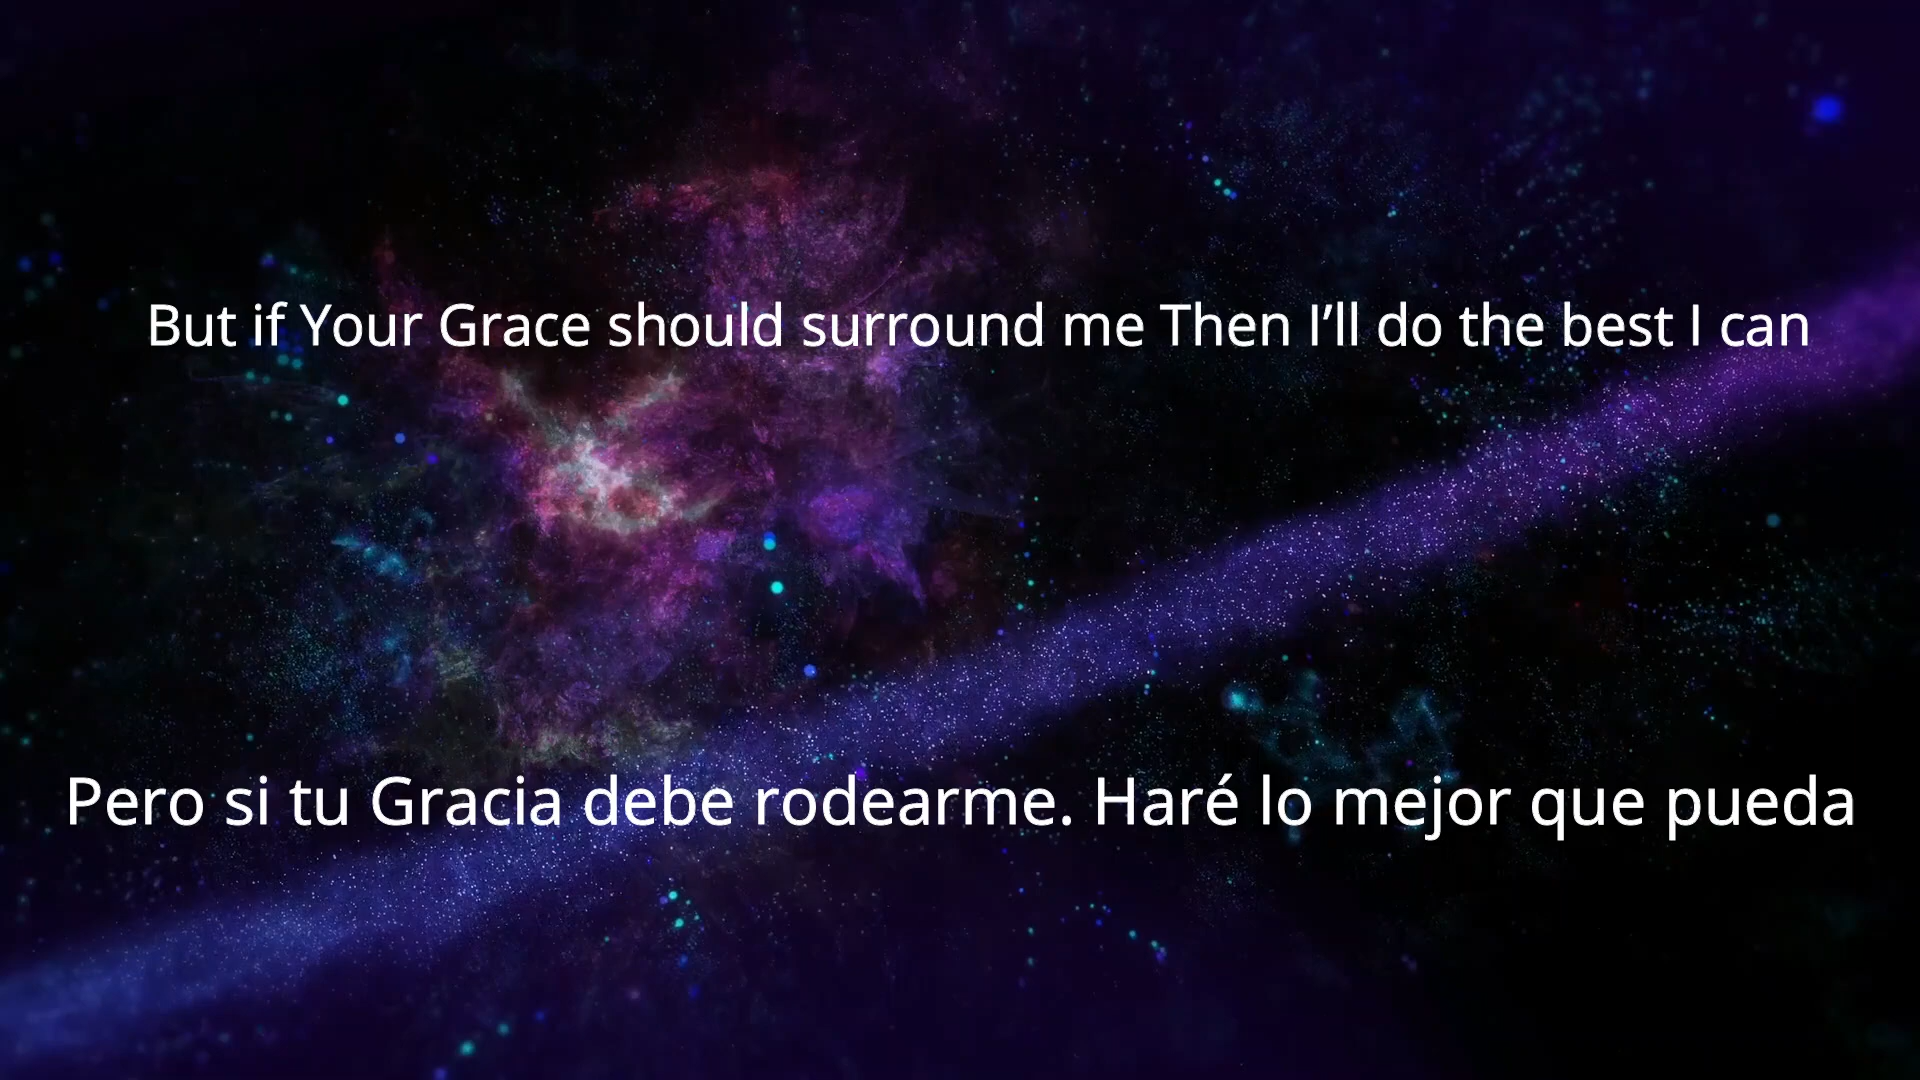 But if Your Grace should surround me Then I’ll do the best I can
Pero si tu Gracia debe rodearme. Haré lo mejor que pueda